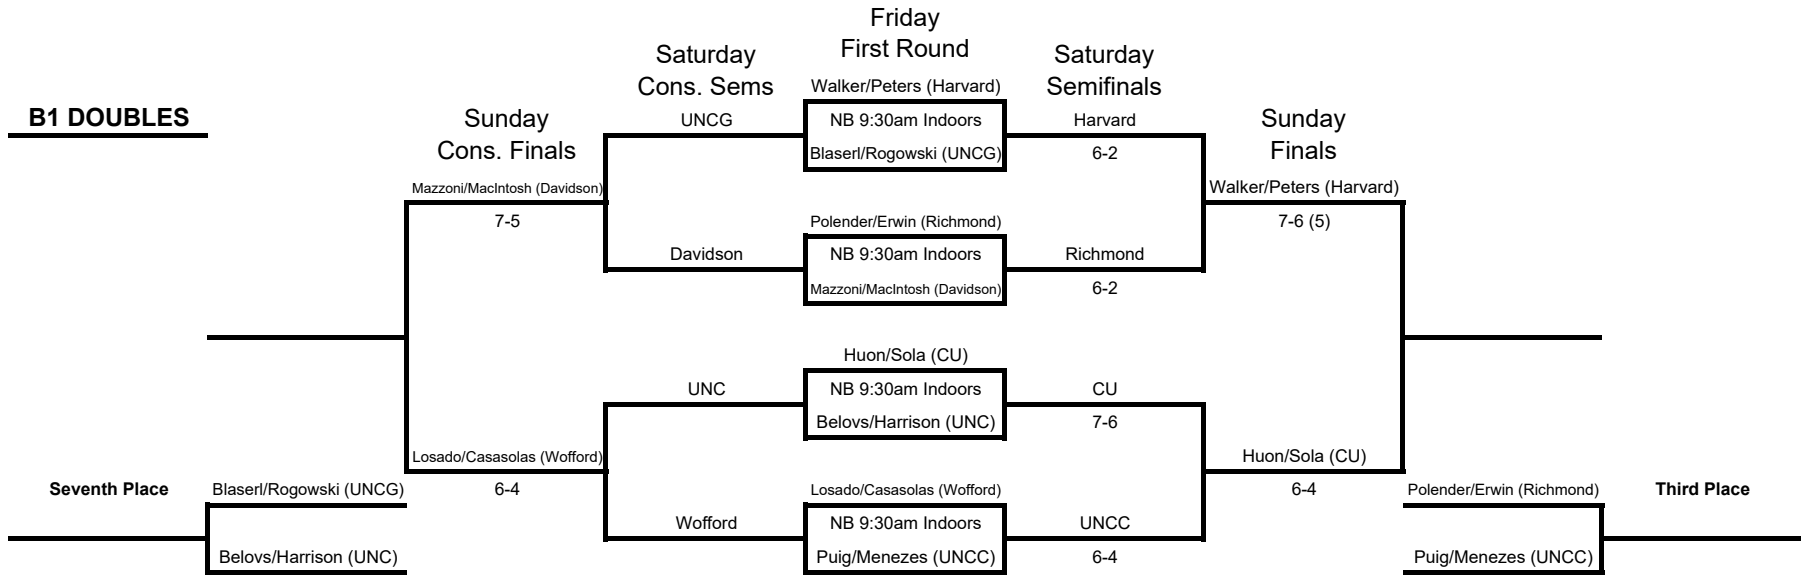 Friday
First Round
Saturday
Cons. Sems
Saturday
Semifinals
Walker/Peters (Harvard)
B1 DOUBLES
Sunday
Cons. Finals
UNCG
NB 9:30am Indoors
Harvard
Sunday
Finals
Blaserl/Rogowski (UNCG)
6-2
Mazzoni/MacIntosh (Davidson)
Walker/Peters (Harvard)
7-5
Polender/Erwin (Richmond)
7-6 (5)
Davidson
NB 9:30am Indoors
Richmond
Mazzoni/MacIntosh (Davidson)
6-2
Huon/Sola (CU)
UNC
NB 9:30am Indoors
CU
Belovs/Harrison (UNC)
7-6
Losado/Casasolas (Wofford)
Huon/Sola (CU)
Seventh Place
Blaserl/Rogowski (UNCG)
6-4
Losado/Casasolas (Wofford)
6-4
Polender/Erwin (Richmond)
Third Place
Wofford
NB 9:30am Indoors
UNCC
Belovs/Harrison (UNC)
Puig/Menezes (UNCC)
6-4
Puig/Menezes (UNCC)